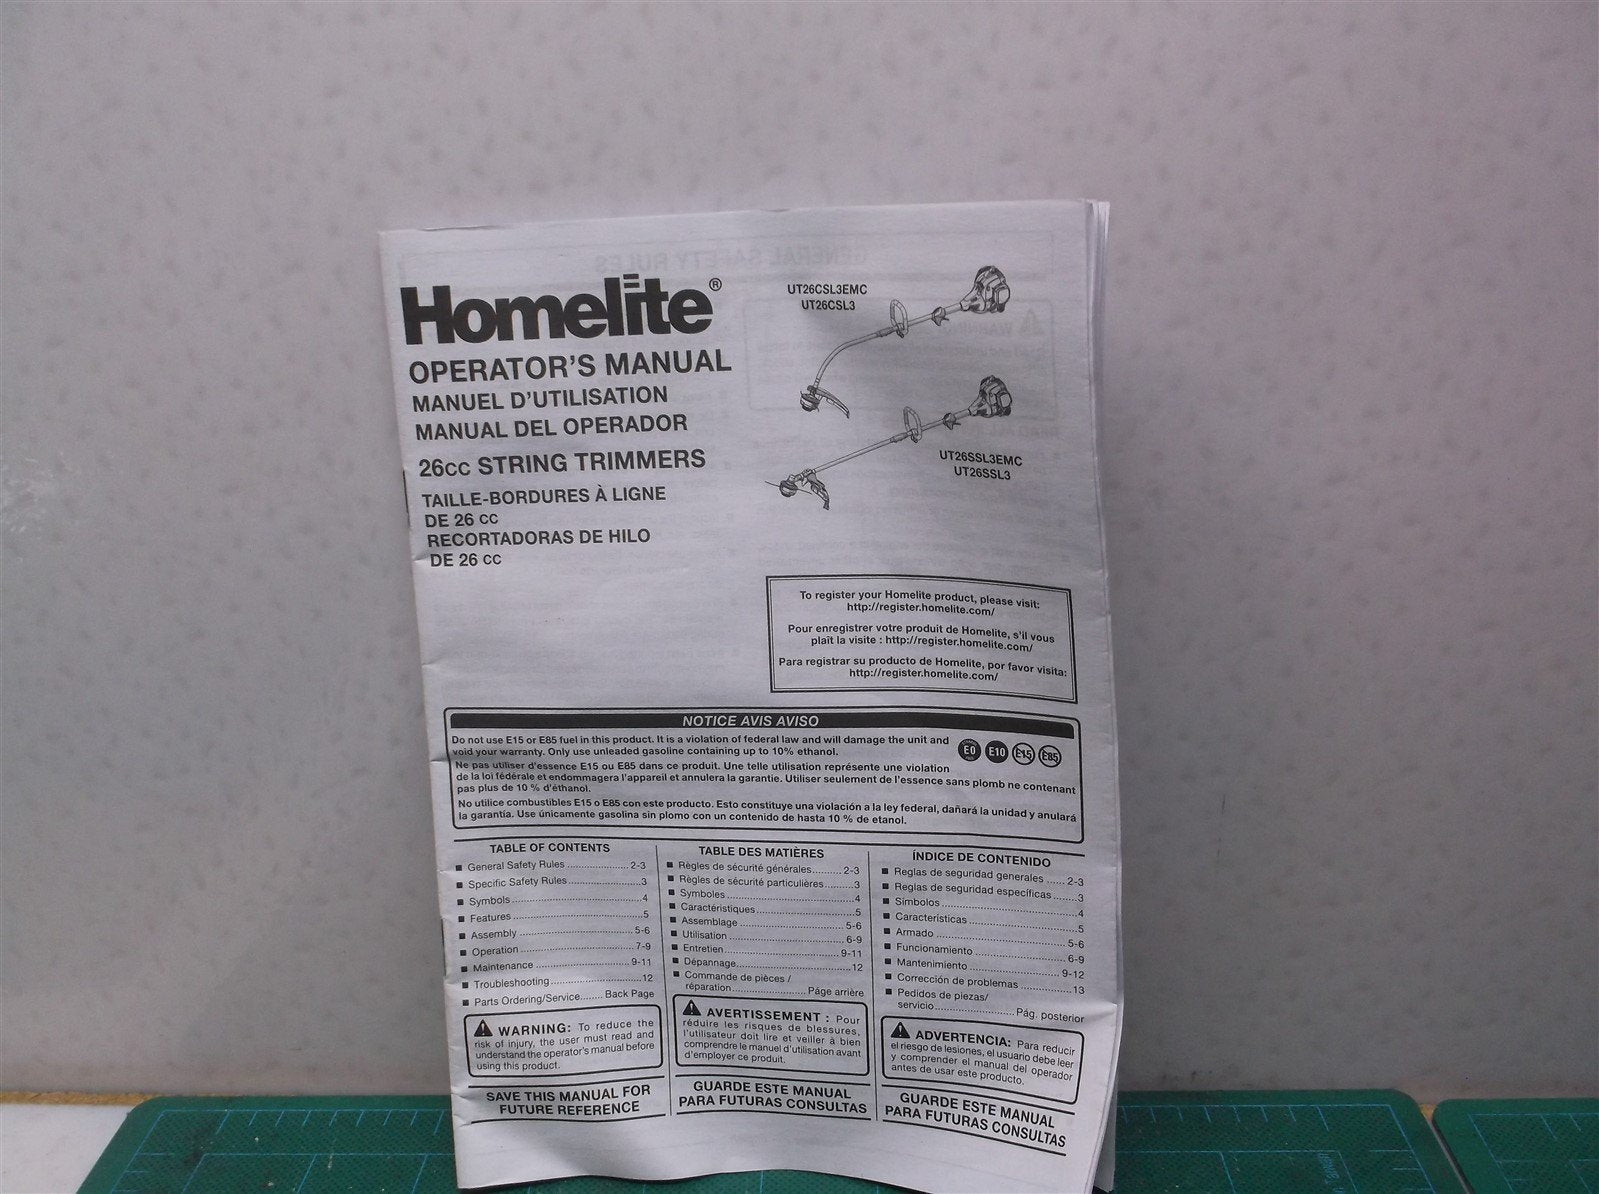 Homelite®
OPERATOR'S MANUAL
MANUEL D'UTILISATION
MANUAL DEL OPERADOR
26cc STRING TRIMMERS
TAILLE-BORDURES À LIGNE
DE 26 cc
RECORTADORAS DE HILO
DE 26 cc
UT26CSL3EMC
UT26CSL3
UT26SSL3EMC
UT26SSL3
To register your Homelite product, please visit:
http://register.homelite.com/
Pour enregistrer votre produit de Homelite, s'il vous
plaît la visite : http://register.homelite.com/
Para registrar su producto de Homelite, por favor visita:
http://register.homelite.com/
NOTICE AVIS AVISO
Do not use E15 or E85 fuel in this product. It is a violation of federal law and will damage the unit and
void your warranty. Only use unleaded gasoline containing up to 10% ethanol.
E0 E10 E15 E85
Ne pas utiliser d'essence E15 ou E85 dans ce produit. Une telle utilisation représente une violation
de la loi fédérale et endommagera l'appareil et annulera la garantie. Utiliser seulement de l'essence sans plomb ne contenant
pas plus de 10 % d'éthanol.
No utilice combustibles E15 o E85 con este producto. Esto constituye una violación a la ley federal, dañará la unidad y anulará
la garantía. Use únicamente gasolina sin plomo con un contenido de hasta 10 % de etanol.
TABLE OF CONTENTS
■ General Safety Rules .................... 2-3
■ Specific Safety Rules ........................3
■ Symbols ............................................4
■ Features ............................................5
■ Assembly ....................................... 5-6
■ Operation ....................................... 7-9
■ Maintenance ................................. 9-11
■ Troubleshooting ...............................12
■ Parts Ordering/Service....... Back Page
WARNING: To reduce the
risk of injury, the user must read and
understand the operator's manual before
using this product.
SAVE THIS MANUAL FOR
FUTURE REFERENCE
TABLE DES MATIÈRES
■ Règles de sécurité générales.......... 2-3
■ Règles de sécurité particulières ..........3
■ Symboles ............................................4
■ Caractéristiques ..................................5
■ Assemblage ..................................... 5-6
■ Utilisation ......................................... 6-9
■ Entretien ........................................ 9-11
■ Dépannage.......................................12
■ Commande de pièces /
réparation......................... Páge arrière
AVERTISSEMENT : Pour
réduire les risques de blessures,
l'utilisateur doit lire et veiller à bien
comprendre le manuel d'utilisation avant
d'employer ce produit.
GUARDE ESTE MANUAL
PARA FUTURAS CONSULTAS
ÍNDICE DE CONTENIDO
■ Reglas de seguridad generales ...... 2-3
■ Reglas de seguridad específicas ........3
■ Símbolos ............................................4
■ Características ...................................5
■ Armado ........................................... 5-6
■ Funcionamiento ............................... 6-9
■ Mantenimiento ............................... 9-12
■ Corrección de problemas .................13
■ Pedidos de piezas/
servicio........................... Pág. posterior
ADVERTENCIA: Para reducir
el riesgo de lesiones, el usuario debe leer
y comprender el manual del operador
antes de usar este producto.
GUARDE ESTE MANUAL
PARA FUTURAS CONSULTAS